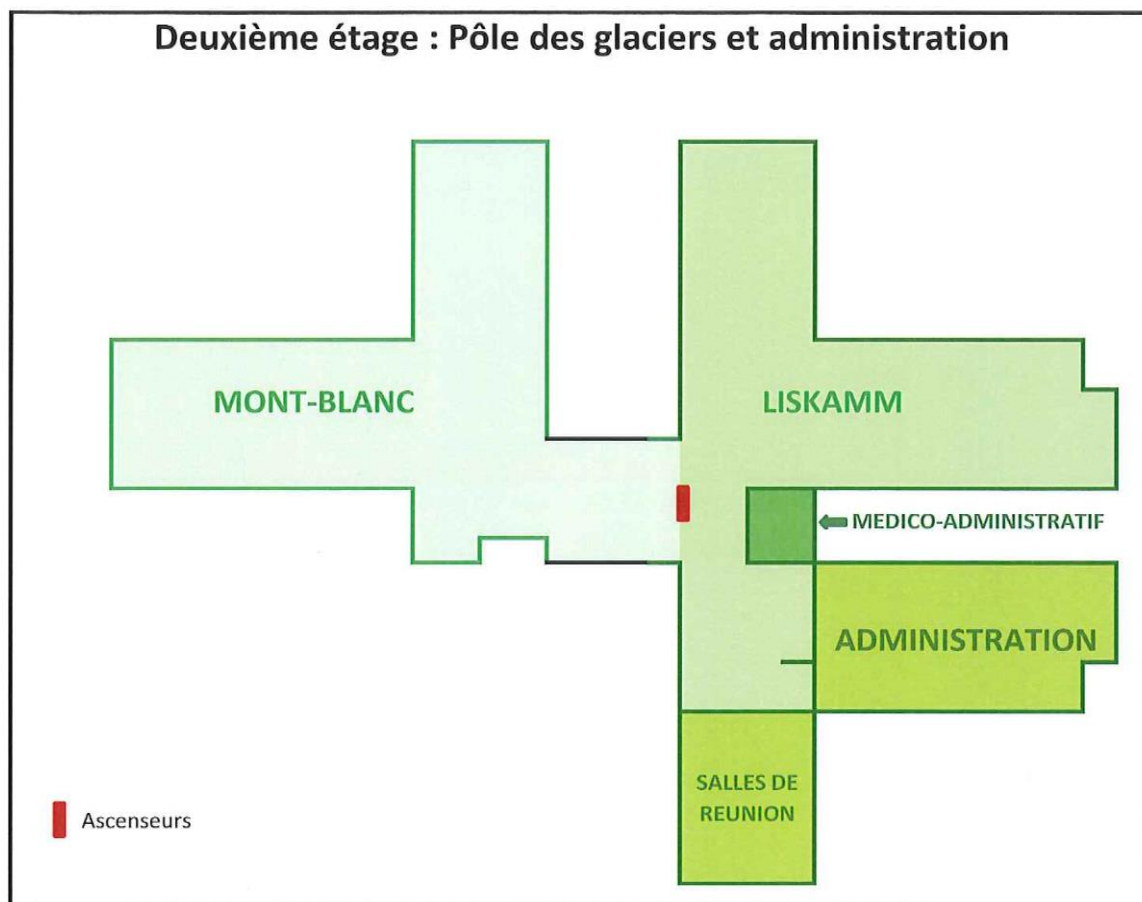 Deuxième étage : Pôle des glaciers et administration
MONT-BLANC
LISKAMM
MEDICO-ADMINISTRATIF
ADMINISTRATION
SALLES DE
REUNION
Ascenseurs